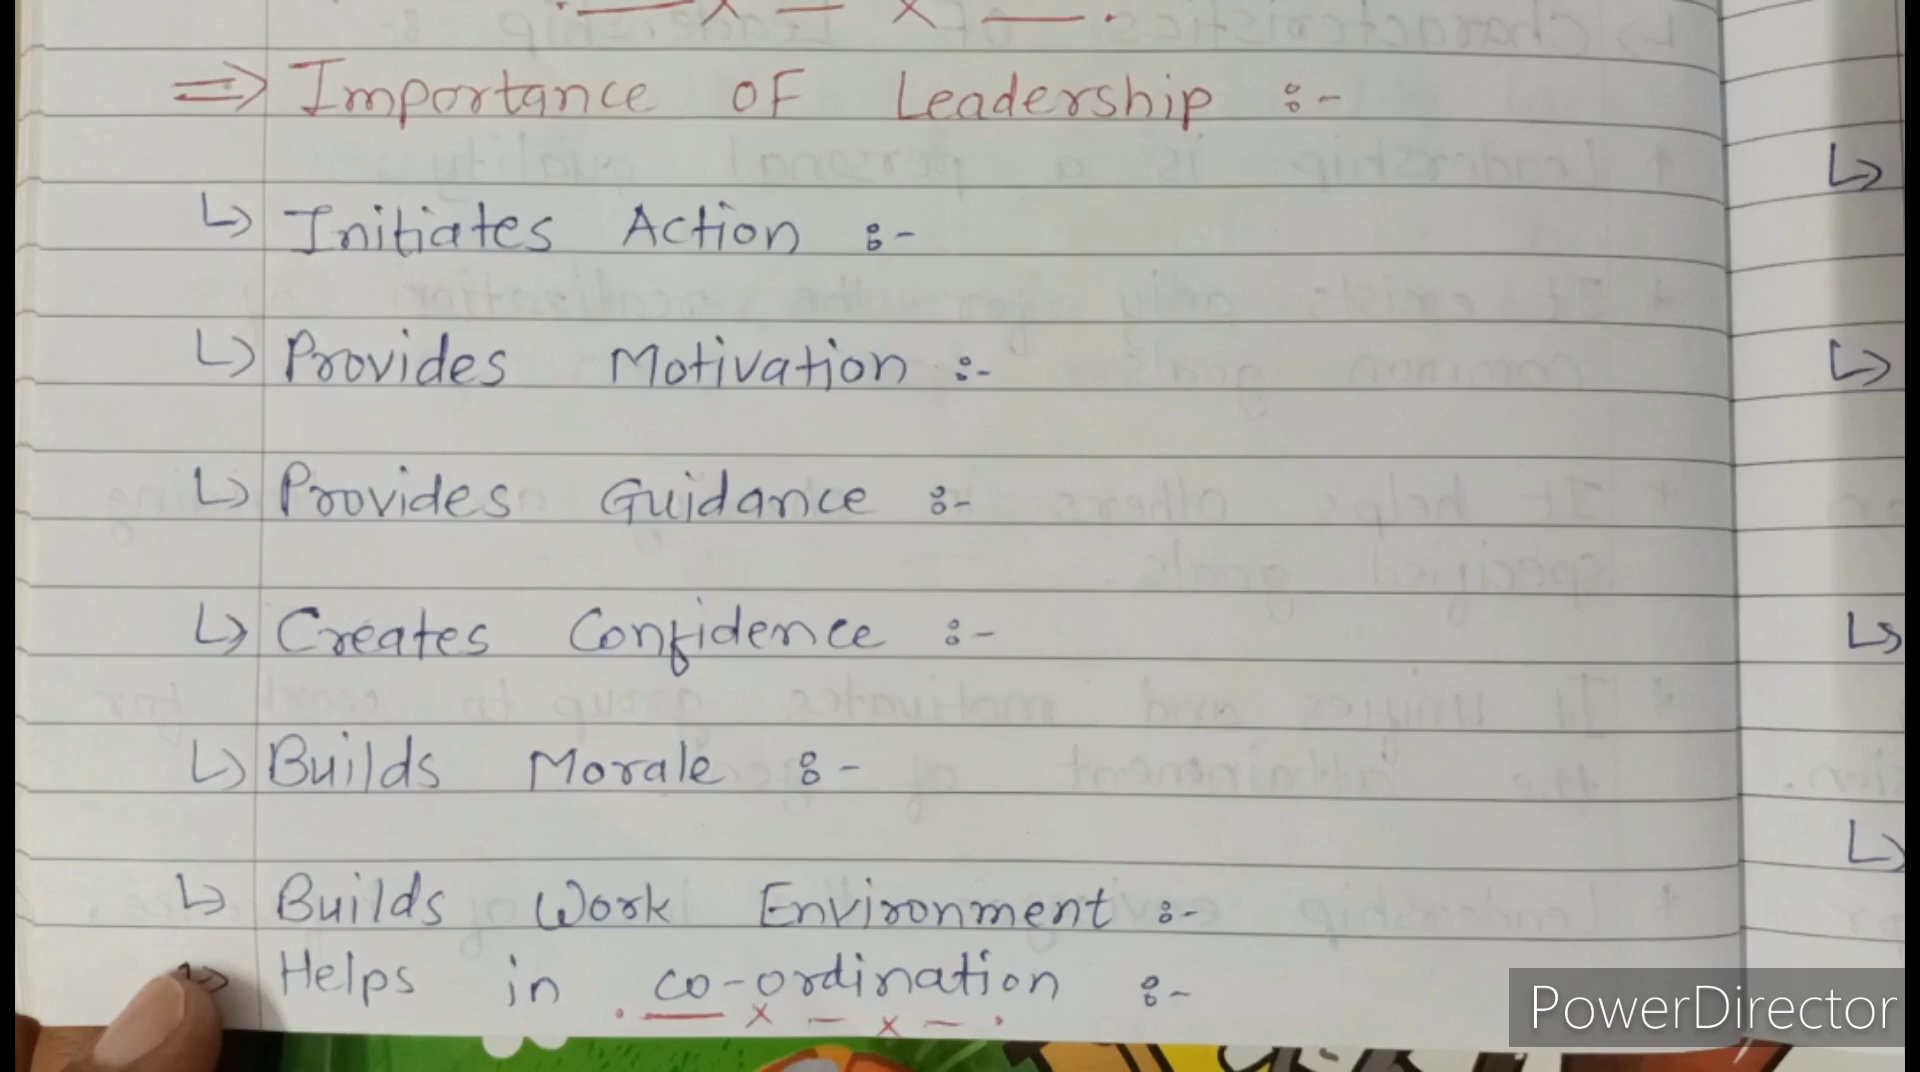 ⇒ Importance OF Leadership :-
↳ Initiates Action :-
↳ Provides Motivation :-
↳ Provides Guidance :-
↳ Creates Confidence :-
↳ Builds Morale :-
↳ Builds Work Environment :-
↳ Helps in co-ordination :-
PowerDirector